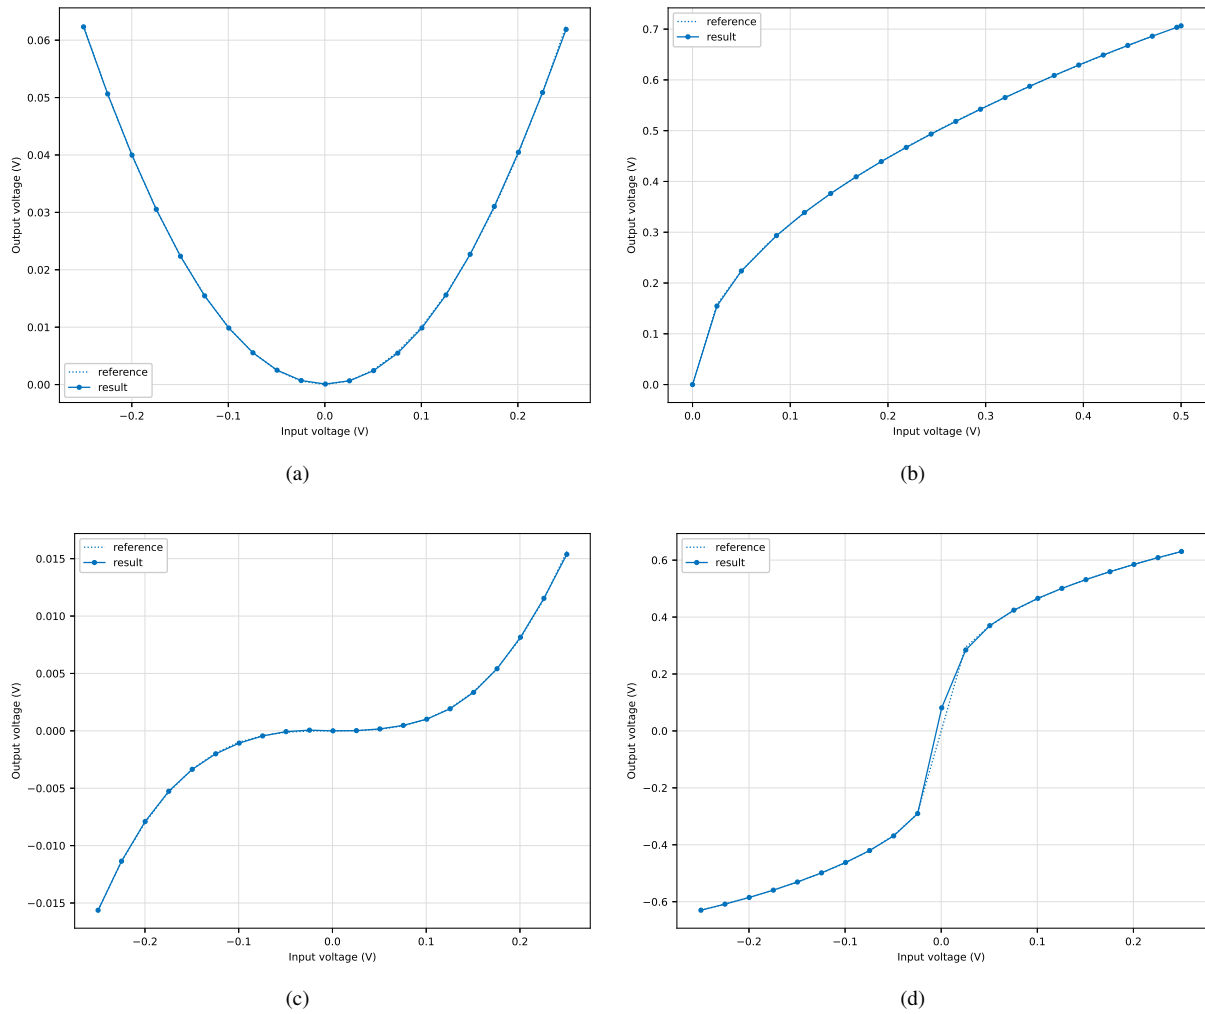 0.06
0.05
0.04
0.03
0.02
0.01
0.00
Output voltage (V)
reference
result
−0.2 −0.1 0.0 0.1 0.2
Input voltage (V)
(a)
0.7
0.6
0.5
0.4
0.3
0.2
0.1
0.0
Output voltage (V)
reference
result
0.0 0.1 0.2 0.3 0.4 0.5
Input voltage (V)
(b)
0.015
0.010
0.005
0.000
−0.005
−0.010
−0.015
Output voltage (V)
reference
result
−0.2 −0.1 0.0 0.1 0.2
Input voltage (V)
(c)
0.6
0.4
0.2
0.0
−0.2
−0.4
−0.6
Output voltage (V)
reference
result
−0.2 −0.1 0.0 0.1 0.2
Input voltage (V)
(d)